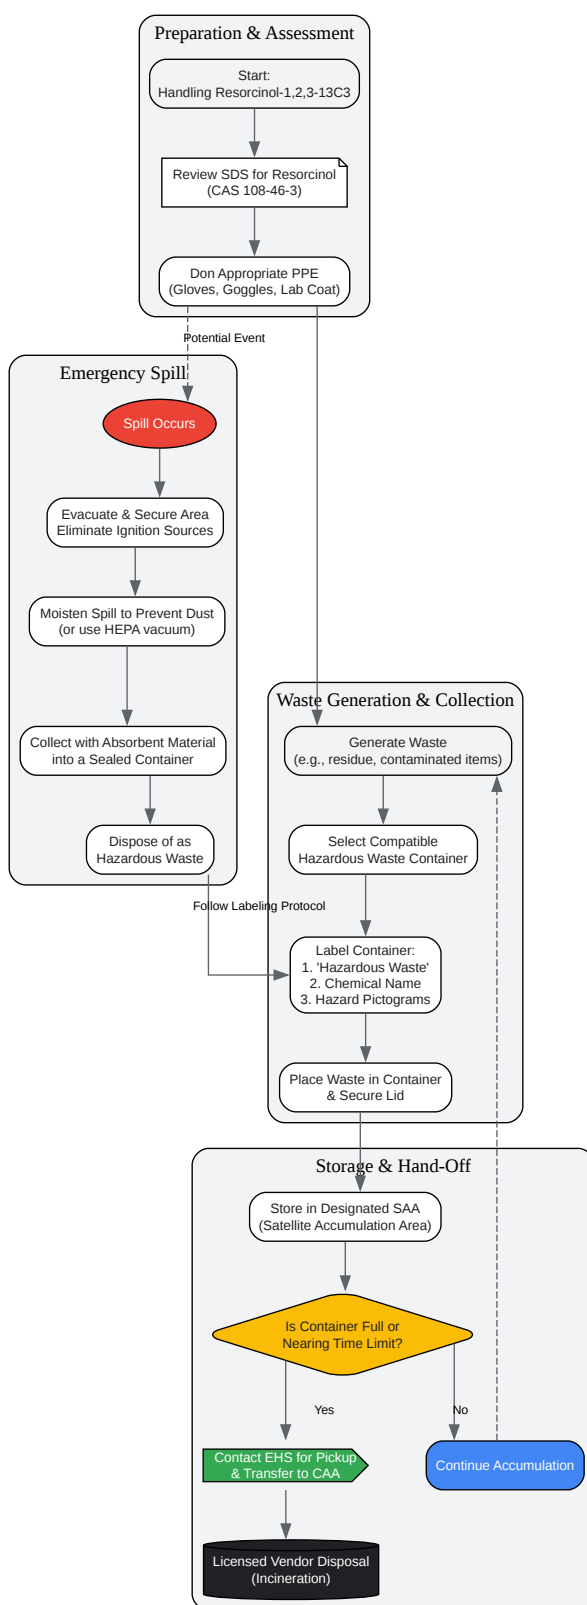 Preparation & Assessment
Start:
Handling Resorcinol-1,2,3-13C3
Review SDS for Resorcinol
(CAS 108-46-3)
Don Appropriate PPE
(Gloves, Goggles, Lab Coat)
Potential Event
Emergency Spill
Spill Occurs
Evacuate & Secure Area
Eliminate Ignition Sources
Moisten Spill to Prevent Dust
(or use HEPA vacuum)
Collect with Absorbent Material
into a Sealed Container
Dispose of as
Hazardous Waste
Follow Labeling Protocol
Waste Generation & Collection
Generate Waste
(e.g., residue, contaminated items)
Select Compatible
Hazardous Waste Container
Label Container:
1. 'Hazardous Waste'
2. Chemical Name
3. Hazard Pictograms
Place Waste in Container
& Secure Lid
Storage & Hand-Off
Store in Designated SAA
(Satellite Accumulation Area)
Is Container Full or
Nearing Time Limit?
Yes
No
Contact EHS for Pickup
& Transfer to CAA
Continue Accumulation
Licensed Vendor Disposal
(Incineration)